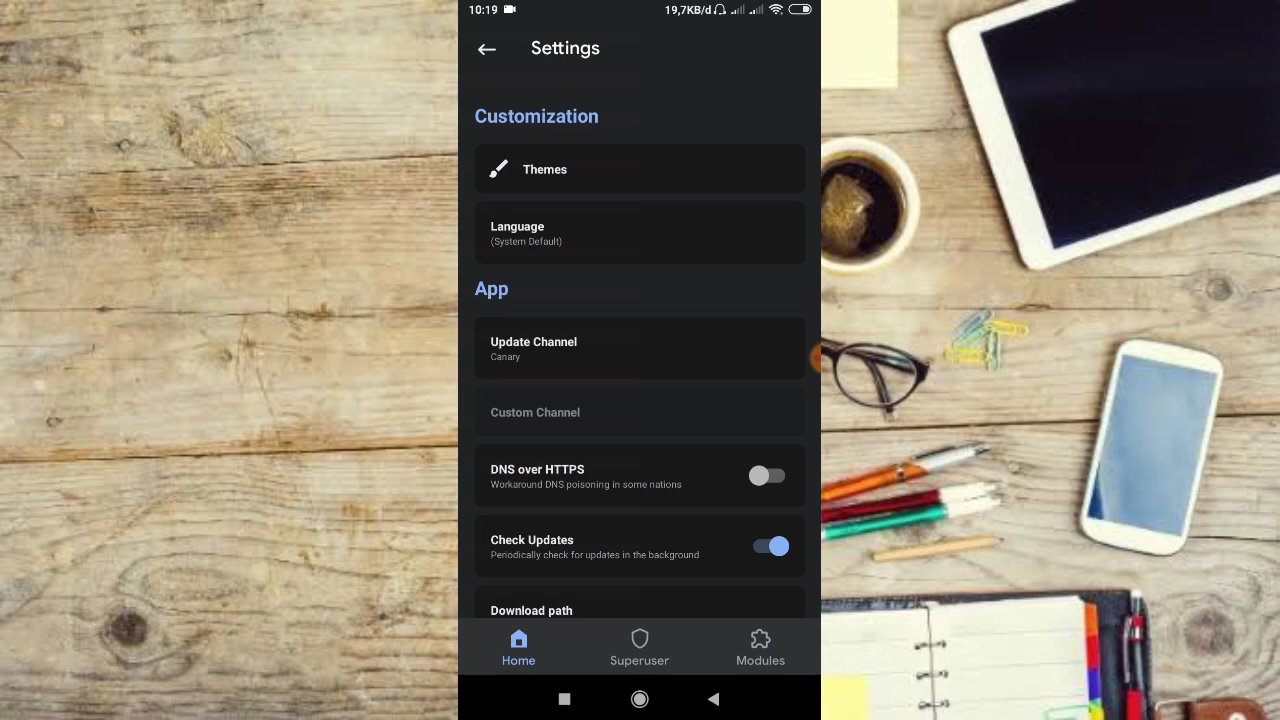 10:19
19,7KB/d
Settings
Customization
Themes
Language
(System Default)
App
Update Channel
Canary
Custom Channel
DNS over HTTPS
Workaround DNS poisoning in some nations
Check Updates
Periodically check for updates in the background
Download path
Home
Superuser
Modules